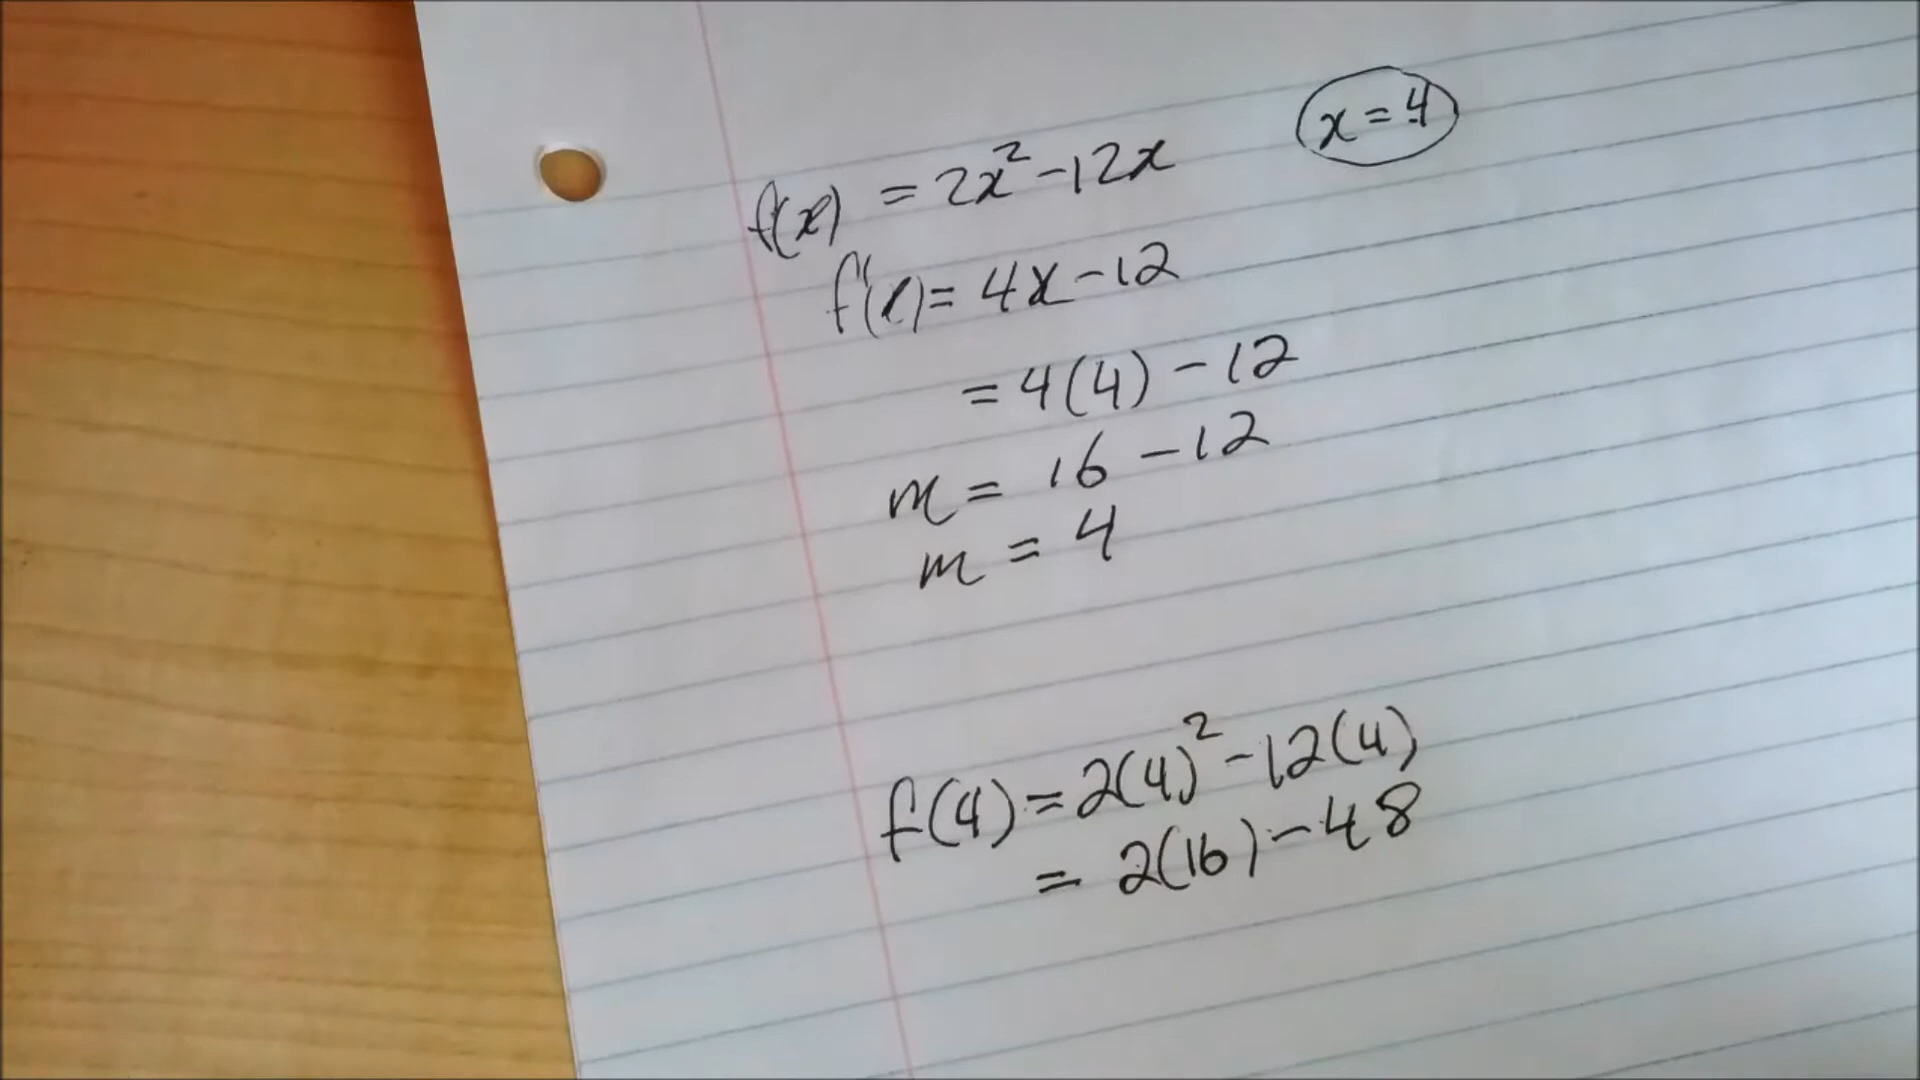 x = 4
f(x) = 2x² - 12x
f'(x) = 4x - 12
= 4(4) - 12
m = 16 - 12
m = 4
f(4) = 2(4)² - 12(4)
= 2(16) - 48